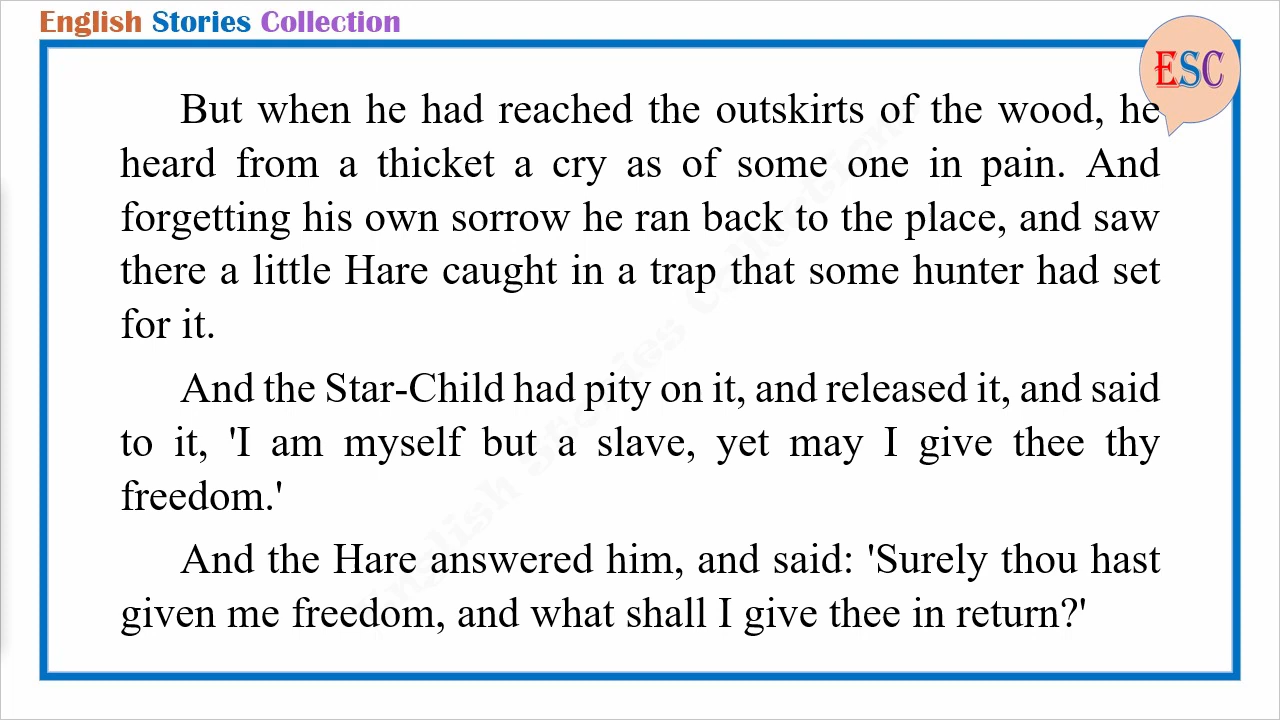 English Stories Collection
ESC
But when he had reached the outskirts of the wood, he
heard from a thicket a cry as of some one in pain. And
forgetting his own sorrow he ran back to the place, and saw
there a little Hare caught in a trap that some hunter had set
for it.
And the Star-Child had pity on it, and released it, and said
to it, 'I am myself but a slave, yet may I give thee thy
freedom.'
And the Hare answered him, and said: 'Surely thou hast
given me freedom, and what shall I give thee in return?'
English Stories Collection